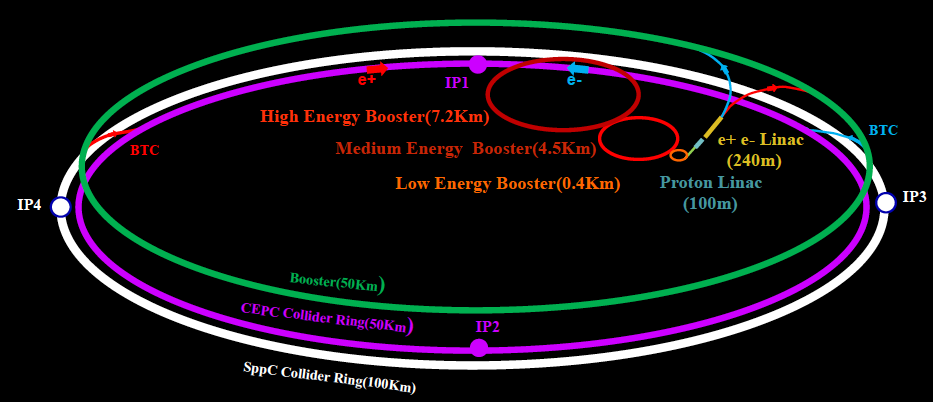 e+
IP1
e-
High Energy Booster(7.2Km)
BTC
BTC
Medium Energy Booster(4.5Km)
e+ e- Linac
(240m)
Low Energy Booster(0.4Km)
Proton Linac
(100m)
IP4
IP3
Booster(50Km)
CEPC Collider Ring(50Km)
IP2
SppC Collider Ring(100Km)